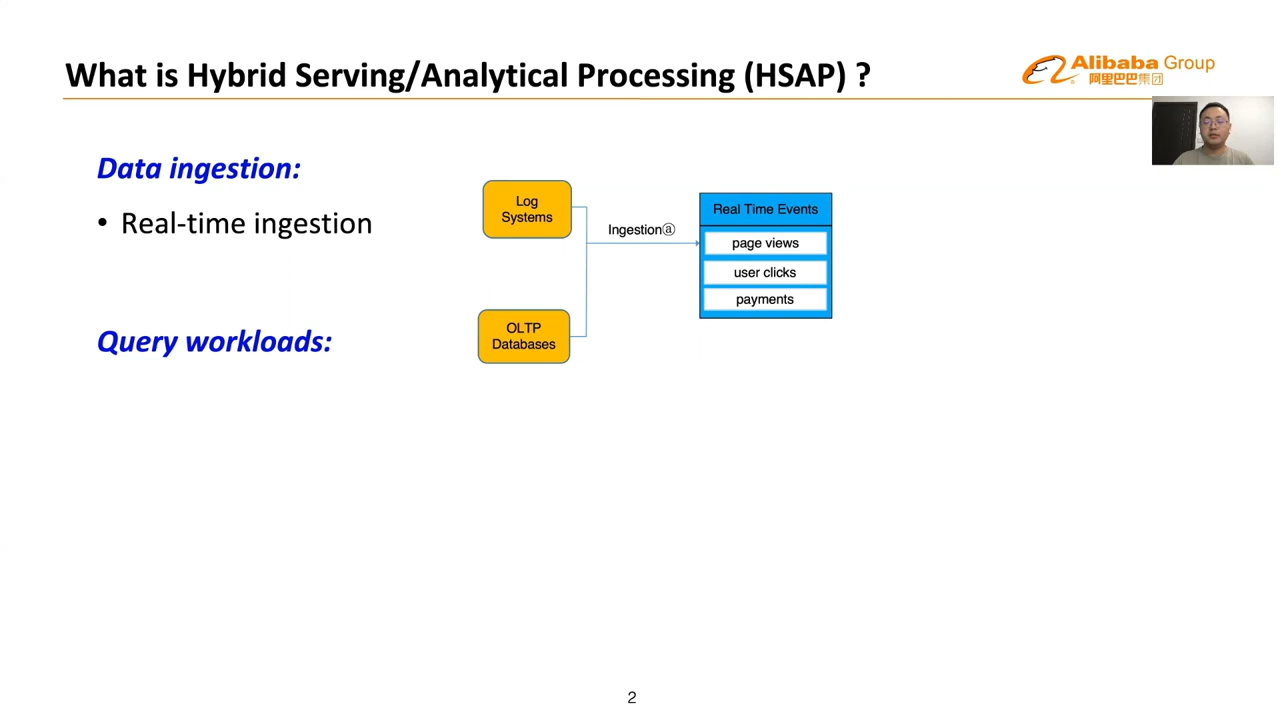 What is Hybrid Serving/Analytical Processing (HSAP) ?
Alibaba Group
阿里巴巴集团
Data ingestion:
• Real-time ingestion
Query workloads:
Log
Systems
OLTP
Databases
Ingestionⓐ
Real Time Events
page views
user clicks
payments
2